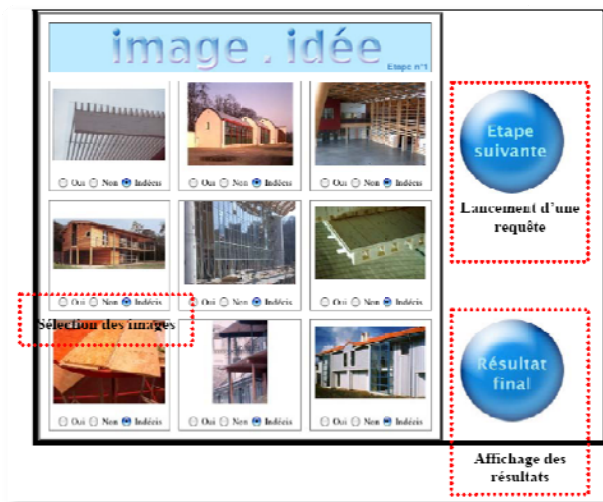 image . idée
Etape n°1
Oui Non Indécis
Oui Non Indécis
Oui Non Indécis
Etape
suivante
Lancement d'une
requête
Oui Non Indécis
Oui Non Indécis
Oui Non Indécis
Sélection des images
Oui Non Indécis
Oui Non Indécis
Oui Non Indécis
Résultat
final
Affichage des
résultats